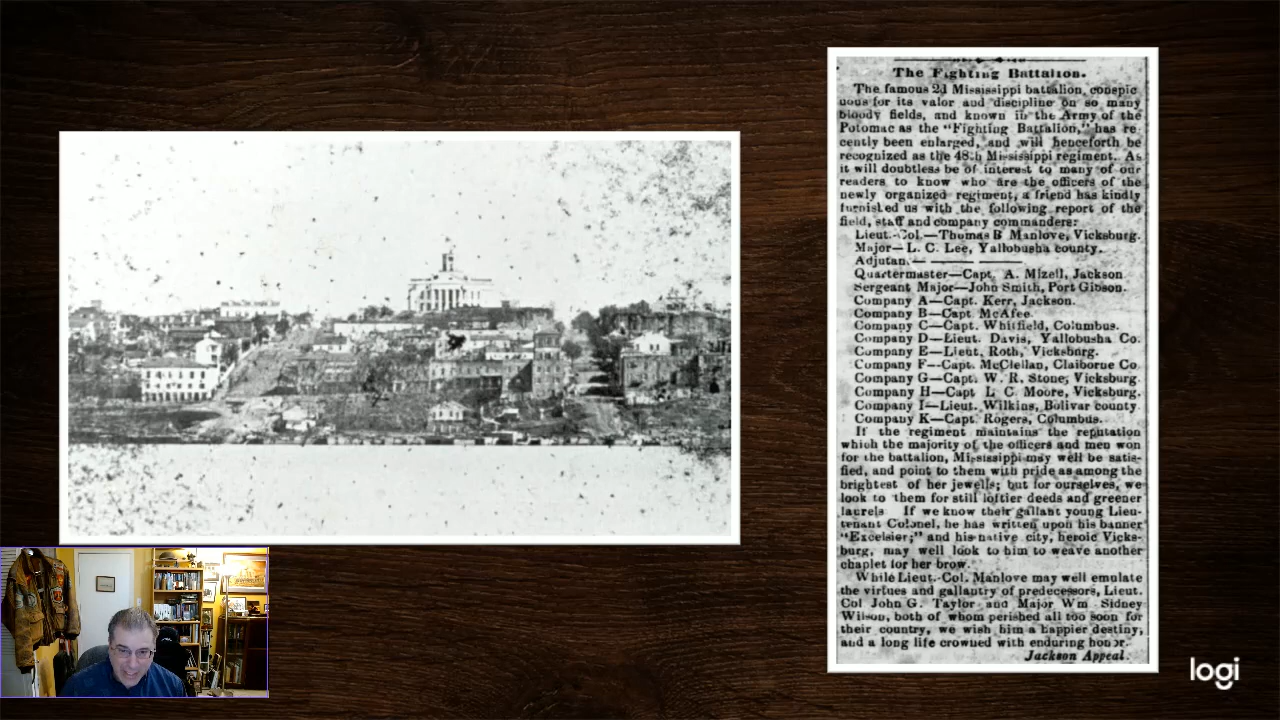 The Fighting Battalion.
The famous 2d Mississippi battalion, conspic
uous for its valor and discipline on so many
bloody fields, and known in the Army of the
Potomac as the "Fighting Battalion," has re
cently been enlarged, and will henceforth be
recognized as the 48th Mississippi regiment. As
it will doubtless be of interest to many of our
readers to know who are the officers of the
newly organized regiment, a friend has kindly
furnished us with the following report of the
field, staff and company commanders:
Lieut.-Col.—Thomas B Manlove, Vicksburg.
Major—L. C. Lee, Yallobusha county.
Adjutan.— ——— ———
Quartermaster—Capt. A. Mizell, Jackson
Sergeant Major—John Smith, Port Gibson.
Company A—Capt. Kerr, Jackson.
Company B—Capt. McAfee.
Company C—Capt. Whitfield, Columbus.
Company D—Lieut. Davis, Yallobusha Co.
Company E—Lieut. Roth, Vicksburg.
Company F—Capt. McClellan, Claiborne Co
Company G—Capt. W. R. Stone, Vicksburg.
Company H—Capt L C. Moore, Vicksburg.
Company I—Lieut. Wilkins, Bolivar county.
Company K—Capt. Rogers, Columbus.
If the regiment maintains the reputation
which the majority of the officers and men won
for the battalion, Mississippi may well be satis-
fied, and point to them with pride as among the
brightest of her jewells; but for ourselves, we
look to them for still loftier deeds and greener
laurels If we know their gallant young Lieu-
tenant Colonel, he has written upon his banner
"Excelsier;" and his native city, heroic Vicks-
burg, may well look to him to weave another
chaplet for her brow.
While Lieut.-Col. Manlove may well emulate
the virtues and gallantry of predecessors, Lieut.
Col John G. Taylor and Major Wm Sidney
Wilson, both of whom perished all too soon for
their country, we wish him a happier destiny,
and a long life crowned with enduring honor.
Jackson Appeal.
logi